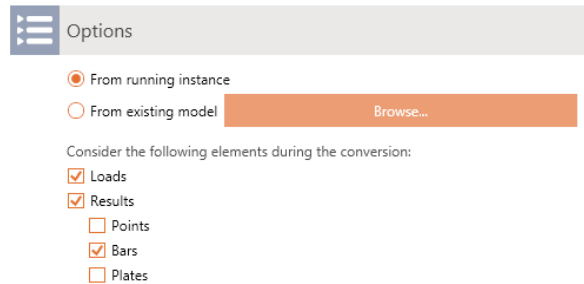 Options
From running instance
From existing model Browse...
Consider the following elements during the conversion:
Loads
Results
Points
Bars
Plates